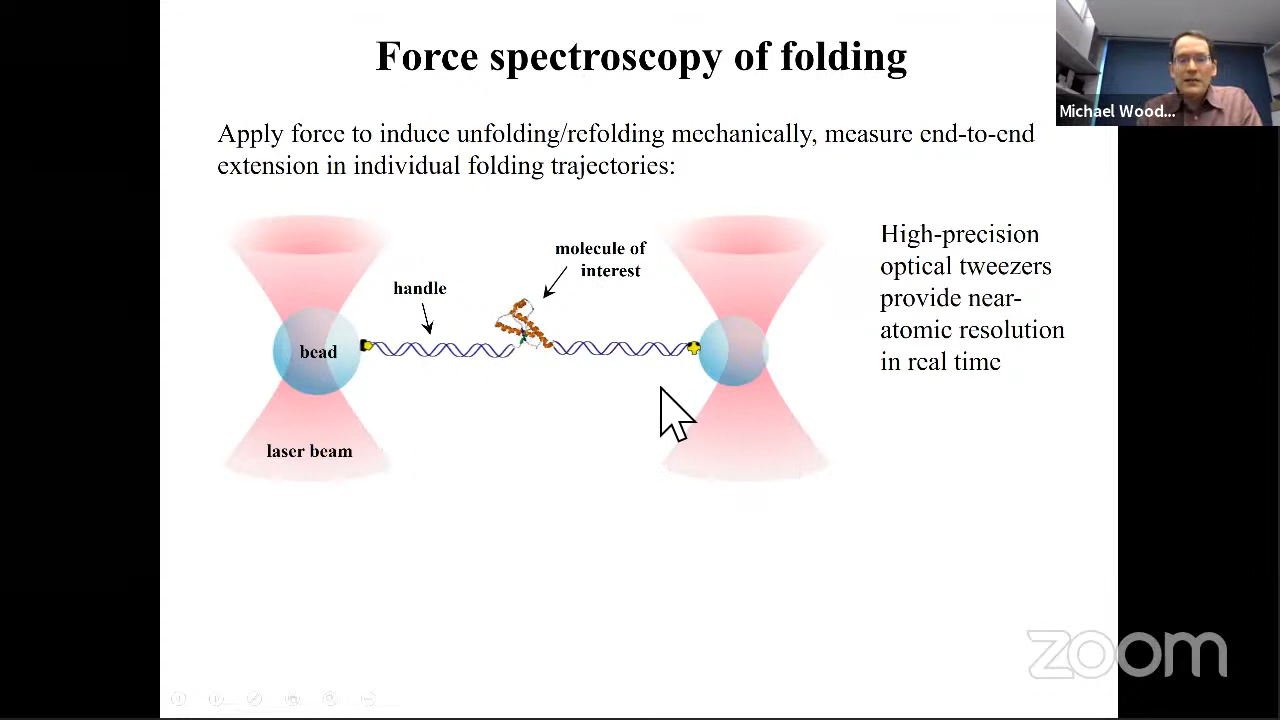 Force spectroscopy of folding
Michael Wood...
Apply force to induce unfolding/refolding mechanically, measure end-to-end
extension in individual folding trajectories:
molecule of
interest
handle
bead
laser beam
High-precision
optical tweezers
provide near-
atomic resolution
in real time
zoom